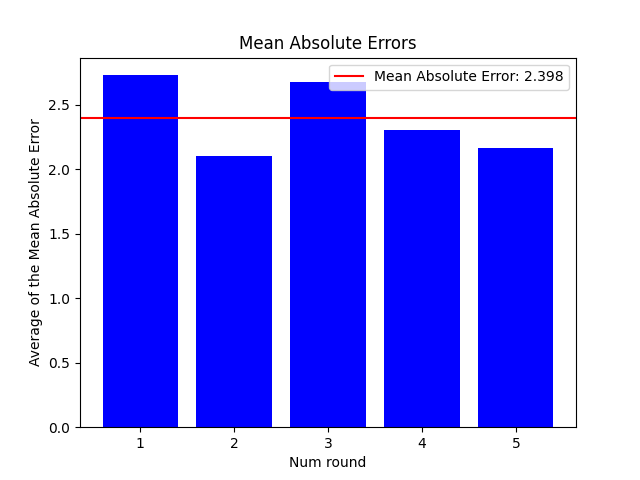 Mean Absolute Errors
Mean Absolute Error: 2.398
Average of the Mean Absolute Error
2.5
2.0
1.5
1.0
0.5
0.0
1 2 3 4 5
Num round